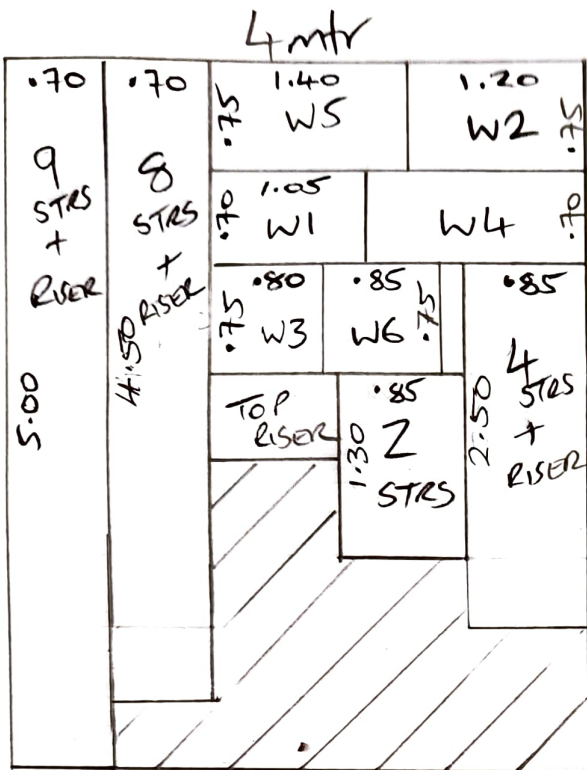 4 mtr
.70
9
STRS
+
RISER
5.00
.70
8
STRS
+
RISER
4.50
1.40
.75
W5
1.20
W2
.75
1.05
.70
W1
W4
.70
.80
.75
W3
.85
W6
.75
TOP
RISER
.85
1.30
2
STRS
.85
4
STRS
+
RISER
2.50